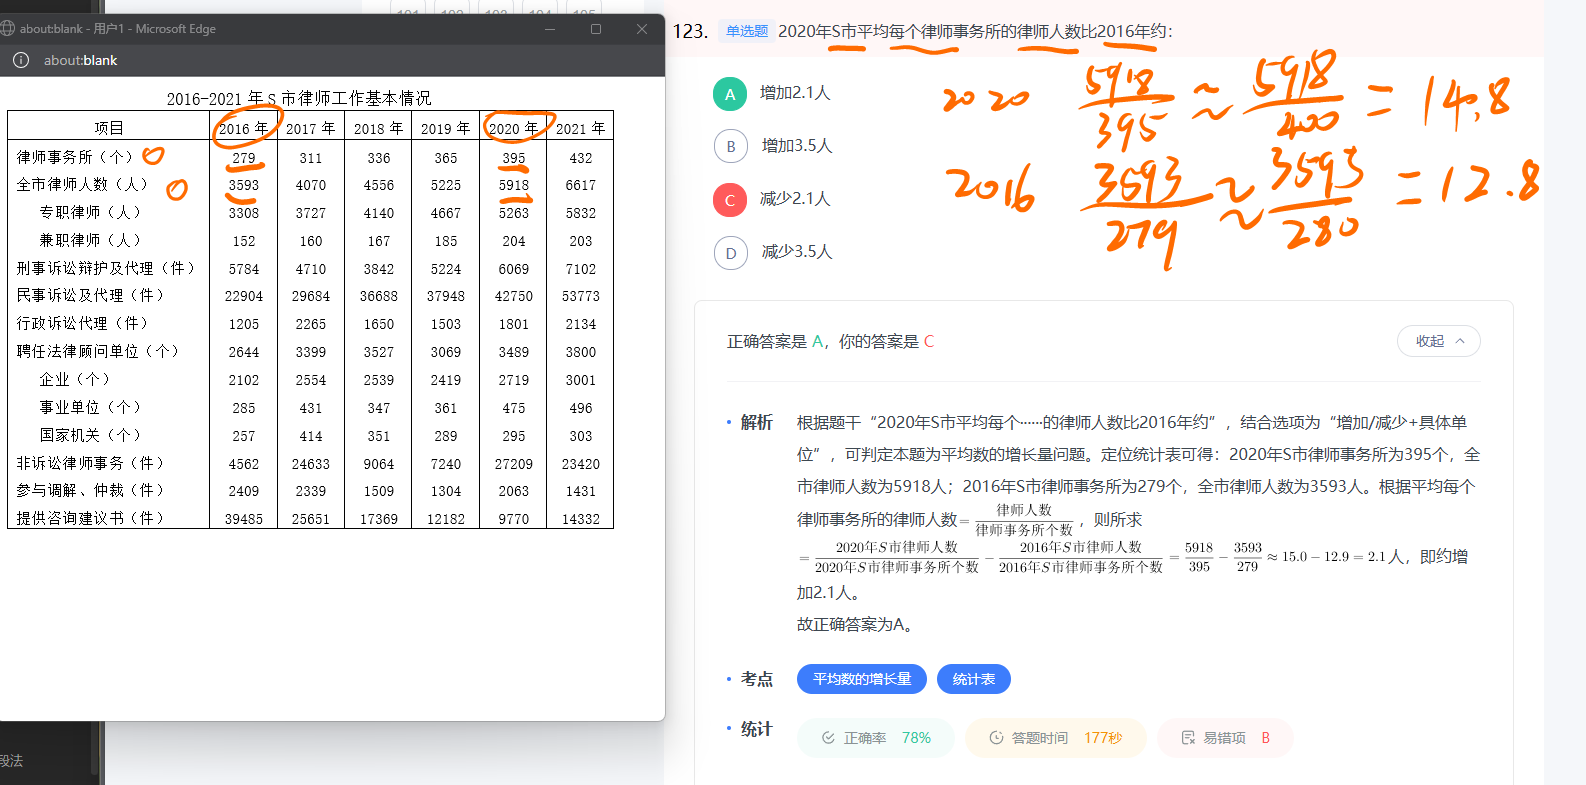 about:blank - 用户1 - Microsoft Edge
about:blank
2016-2021 年 S 市律师工作基本情况
项目 2016 年 2017 年 2018 年 2019 年 2020 年 2021 年
律师事务所（个） 279 311 336 365 395 432
全市律师人数（人） 3593 4070 4556 5225 5918 6617
专职律师（人） 3308 3727 4140 4667 5263 5832
兼职律师（人） 152 160 167 185 204 203
刑事诉讼辩护及代理（件） 5784 4710 3842 5224 6069 7102
民事诉讼及代理（件） 22904 29684 36688 37948 42750 53773
行政诉讼代理（件） 1205 2265 1650 1503 1801 2134
聘任法律顾问单位（个） 2644 3399 3527 3069 3489 3800
企业（个） 2102 2554 2539 2419 2719 3001
事业单位（个） 285 431 347 361 475 496
国家机关（个） 257 414 351 289 295 303
非诉讼律师事务（件） 4562 24633 9064 7240 27209 23420
参与调解、仲裁（件） 2409 2339 1509 1304 2063 1431
提供咨询建议书（件） 39485 25651 17369 12182 9770 14332
段法
123. 单选题 2020年S市平均每个律师事务所的律师人数比2016年约：
A 增加2.1人
B 增加3.5人
C 减少2.1人
D 减少3.5人
2020 5918/395 ≈ 5918/400 = 14.8
2016 3593/279 ≈ 3593/280 = 12.8
正确答案是 A，你的答案是 C
收起
解析 根据题干“2020年S市平均每个……的律师人数比2016年约”，结合选项为“增加/减少+具体单
位”，可判定本题为平均数的增长量问题。定位统计表可得：2020年S市律师事务所为395个，全
市律师人数为5918人；2016年S市律师事务所为279个，全市律师人数为3593人。根据平均每个
律师事务所的律师人数=律师人数/律师事务所个数，则所求
=2020年S市律师人数/2020年S市律师事务所个数−2016年S市律师人数/2016年S市律师事务所个数=5918/395−3593/279≈15.0−12.9=2.1人，即约增
加2.1人。
故正确答案为A。
考点 平均数的增长量 统计表
统计 正确率 78% 答题时间 177秒 易错项 B